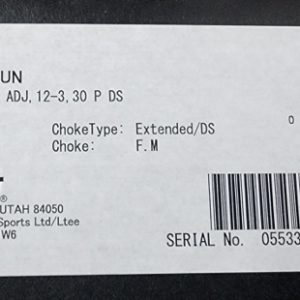 UN
ADJ, 12-3, 30 P DS
ChokeType: Extended/DS
0
Choke: F.M
®
UTAH 84050
Sports Ltd/Ltee
W6
SERIAL No. 05533